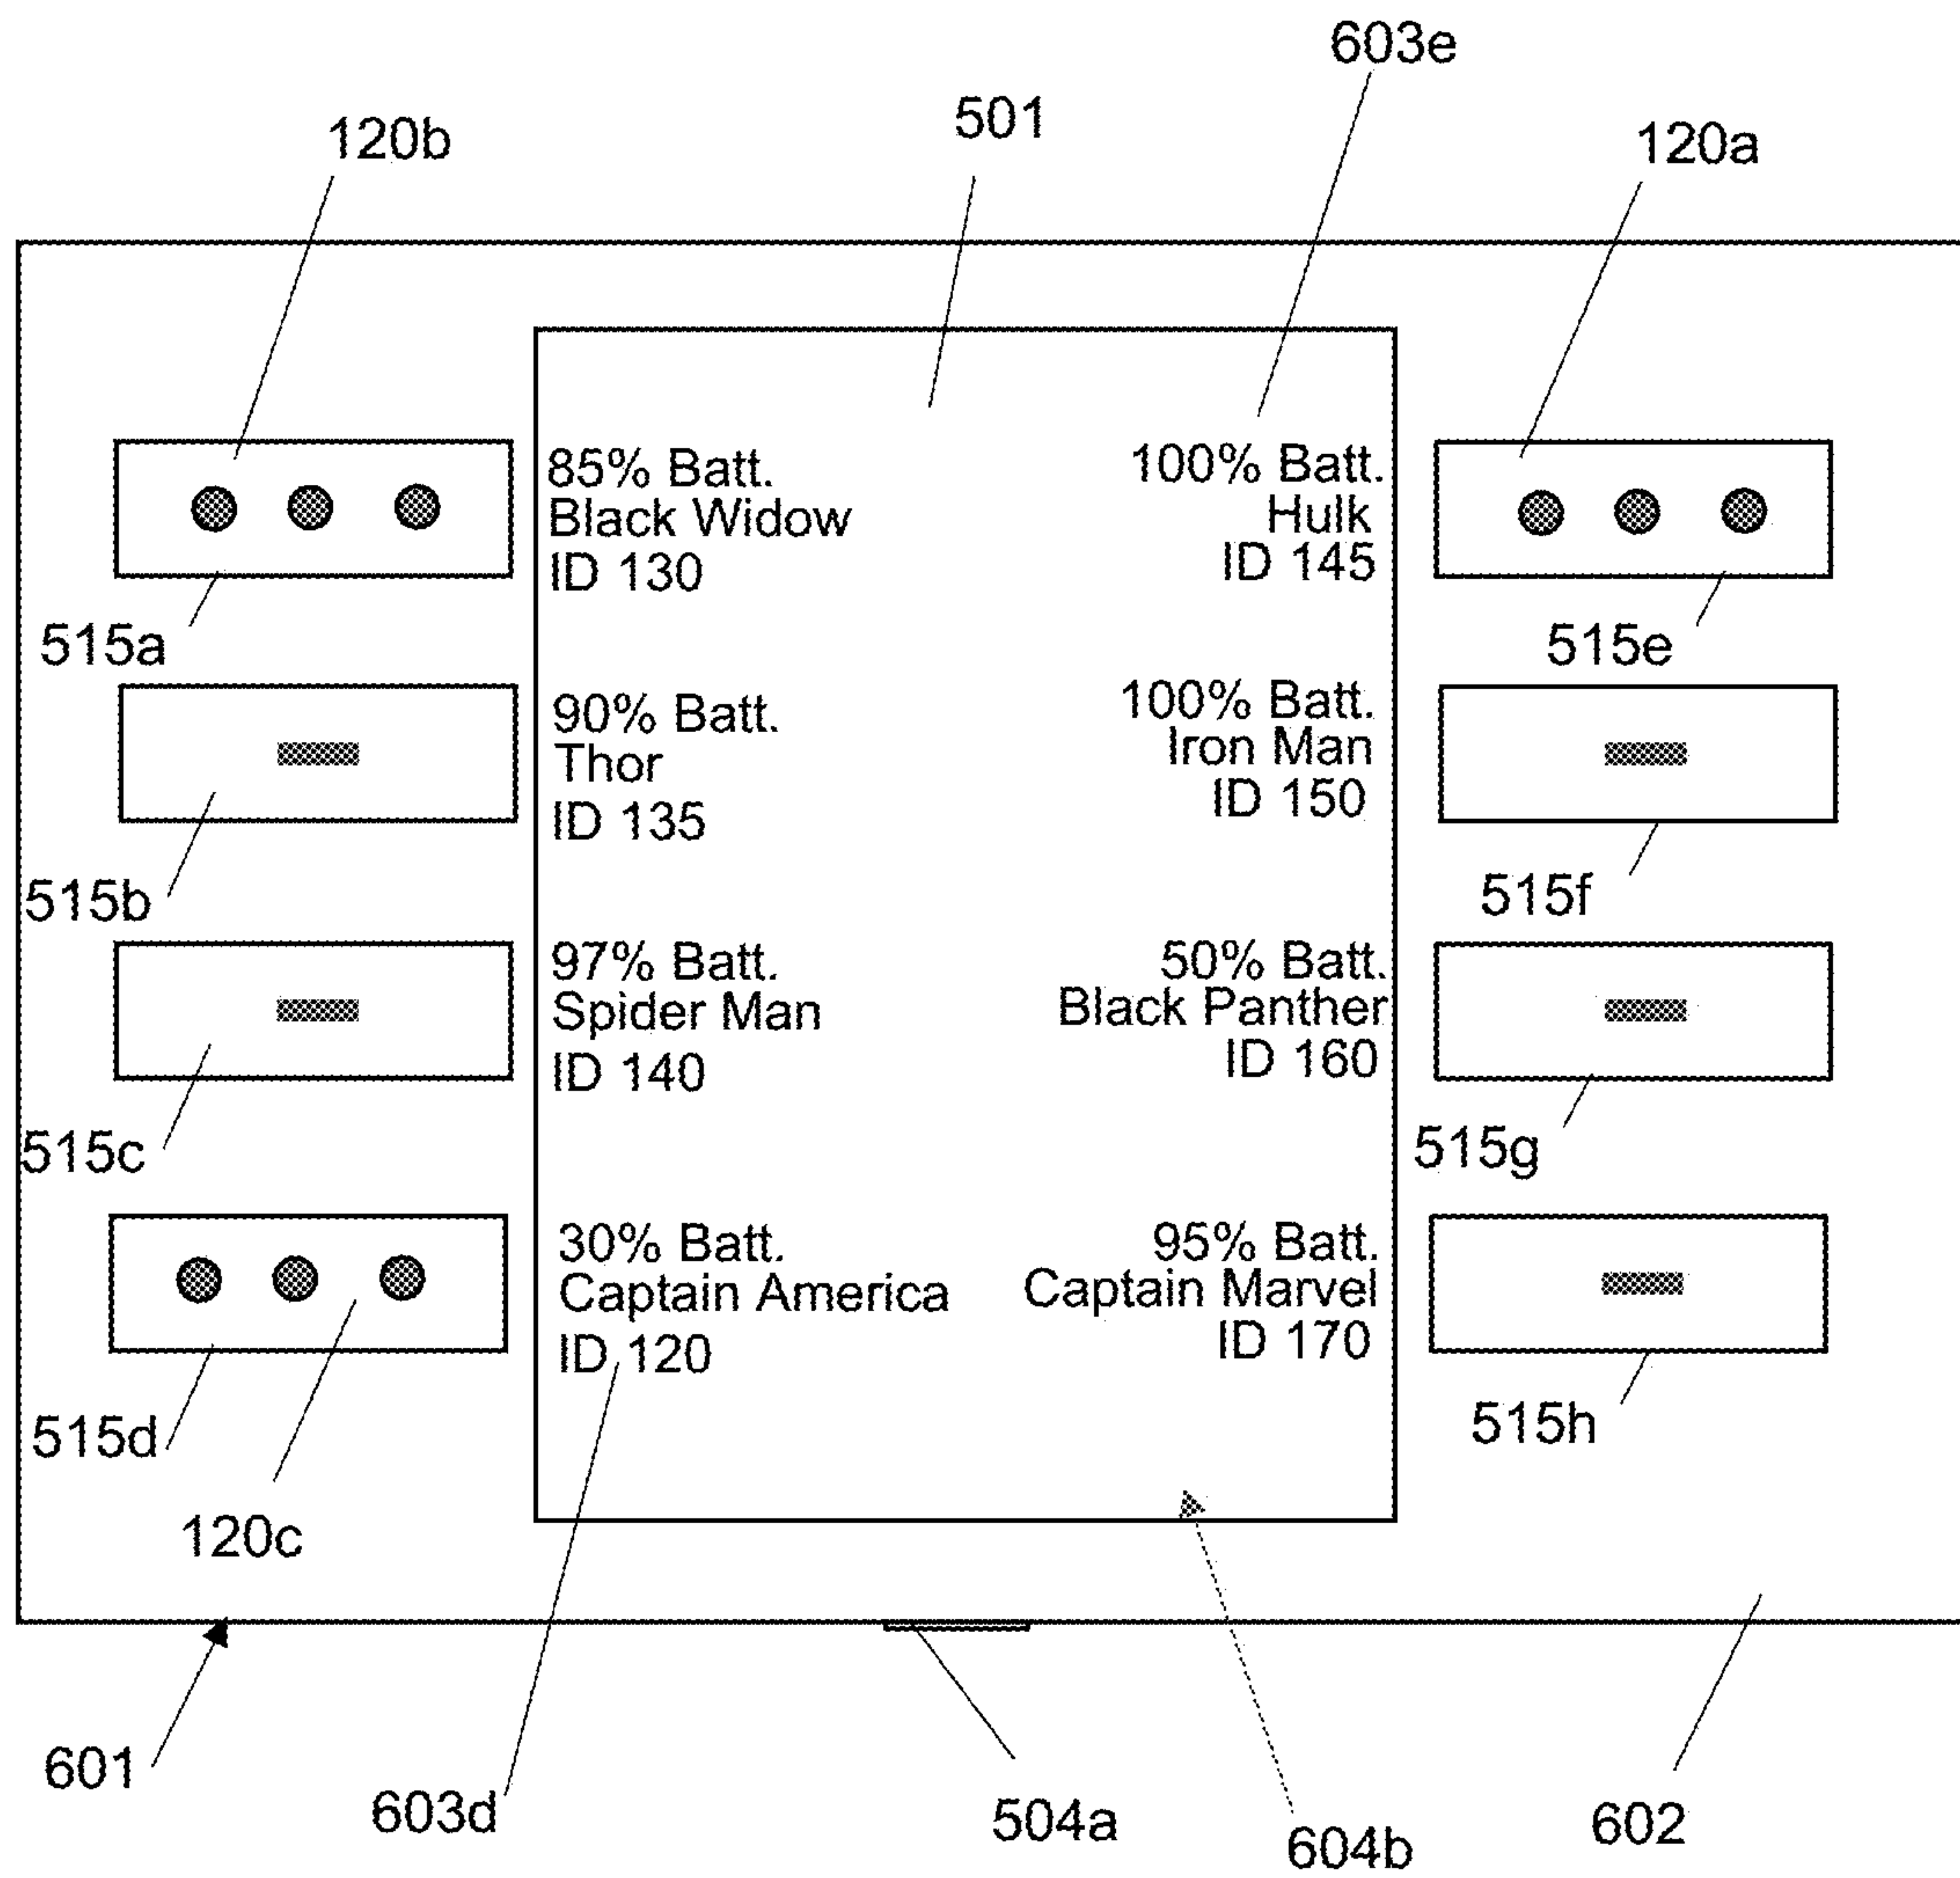 603e
501
120b
120a
85% Batt.
Black Widow
ID 130
100% Batt.
Hulk
ID 145
515a
515e
90% Batt.
Thor
ID 135
100% Batt.
Iron Man
ID 150
515b
515f
97% Batt.
Spider Man
ID 140
50% Batt.
Black Panther
ID 160
515c
515g
30% Batt.
Captain America
ID 120
95% Batt.
Captain Marvel
ID 170
515d
515h
120c
601
603d
504a
604b
602